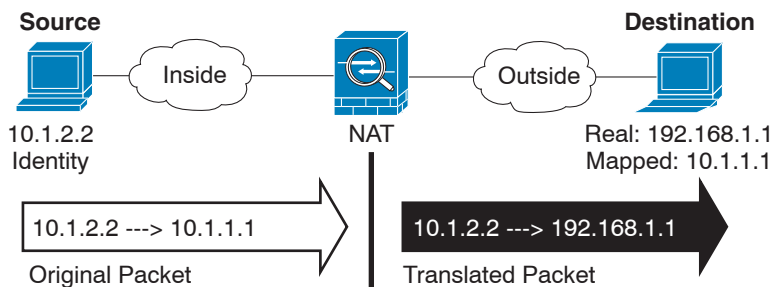 Source
Destination
Inside
Outside
10.1.2.2
Identity
NAT
Real: 192.168.1.1
Mapped: 10.1.1.1
10.1.2.2 ---> 10.1.1.1
10.1.2.2 ---> 192.168.1.1
Original Packet
Translated Packet